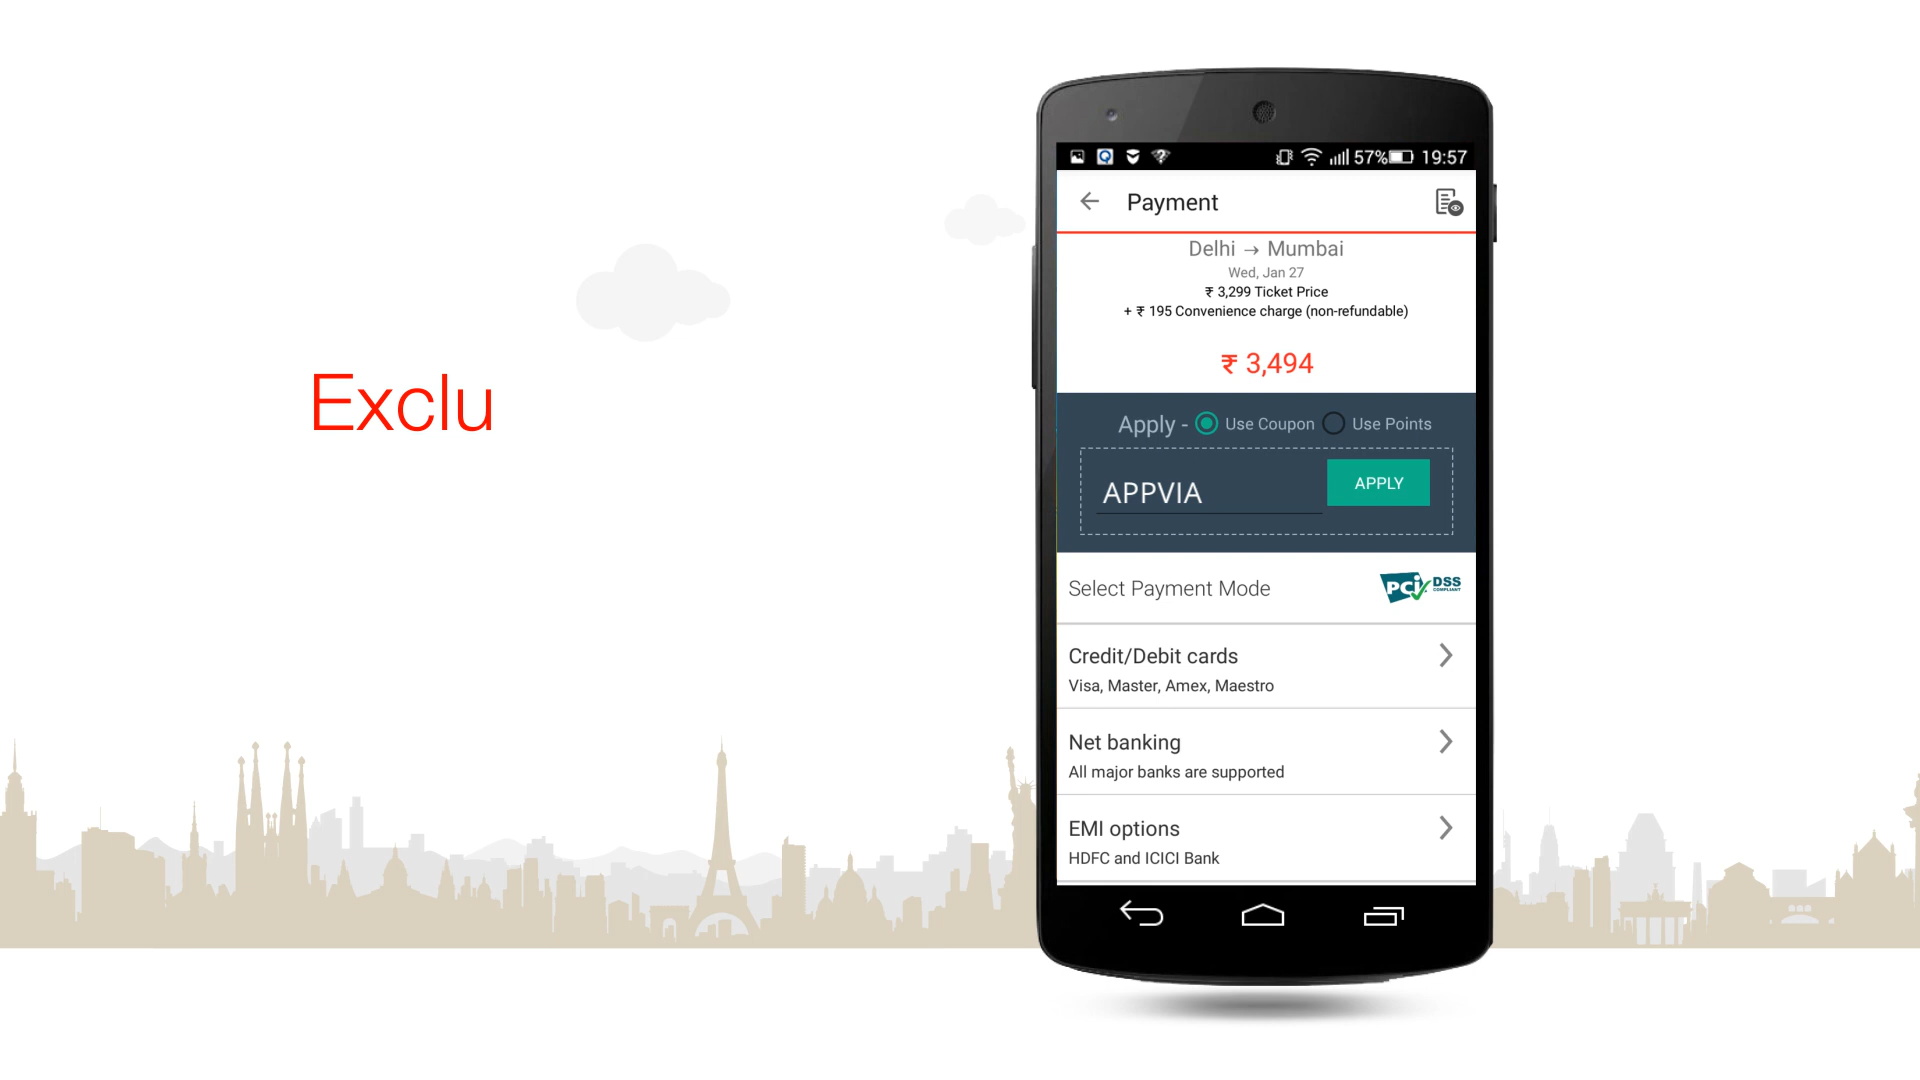 Exclu
57% 19:57
Payment
Delhi → Mumbai
Wed, Jan 27
₹ 3,299 Ticket Price
+ ₹ 195 Convenience charge (non-refundable)
₹ 3,494
Apply - Use Coupon Use Points
APPVIA APPLY
Select Payment Mode
PCi DSS
COMPLIANT
Credit/Debit cards
Visa, Master, Amex, Maestro
Net banking
All major banks are supported
EMI options
HDFC and ICICI Bank